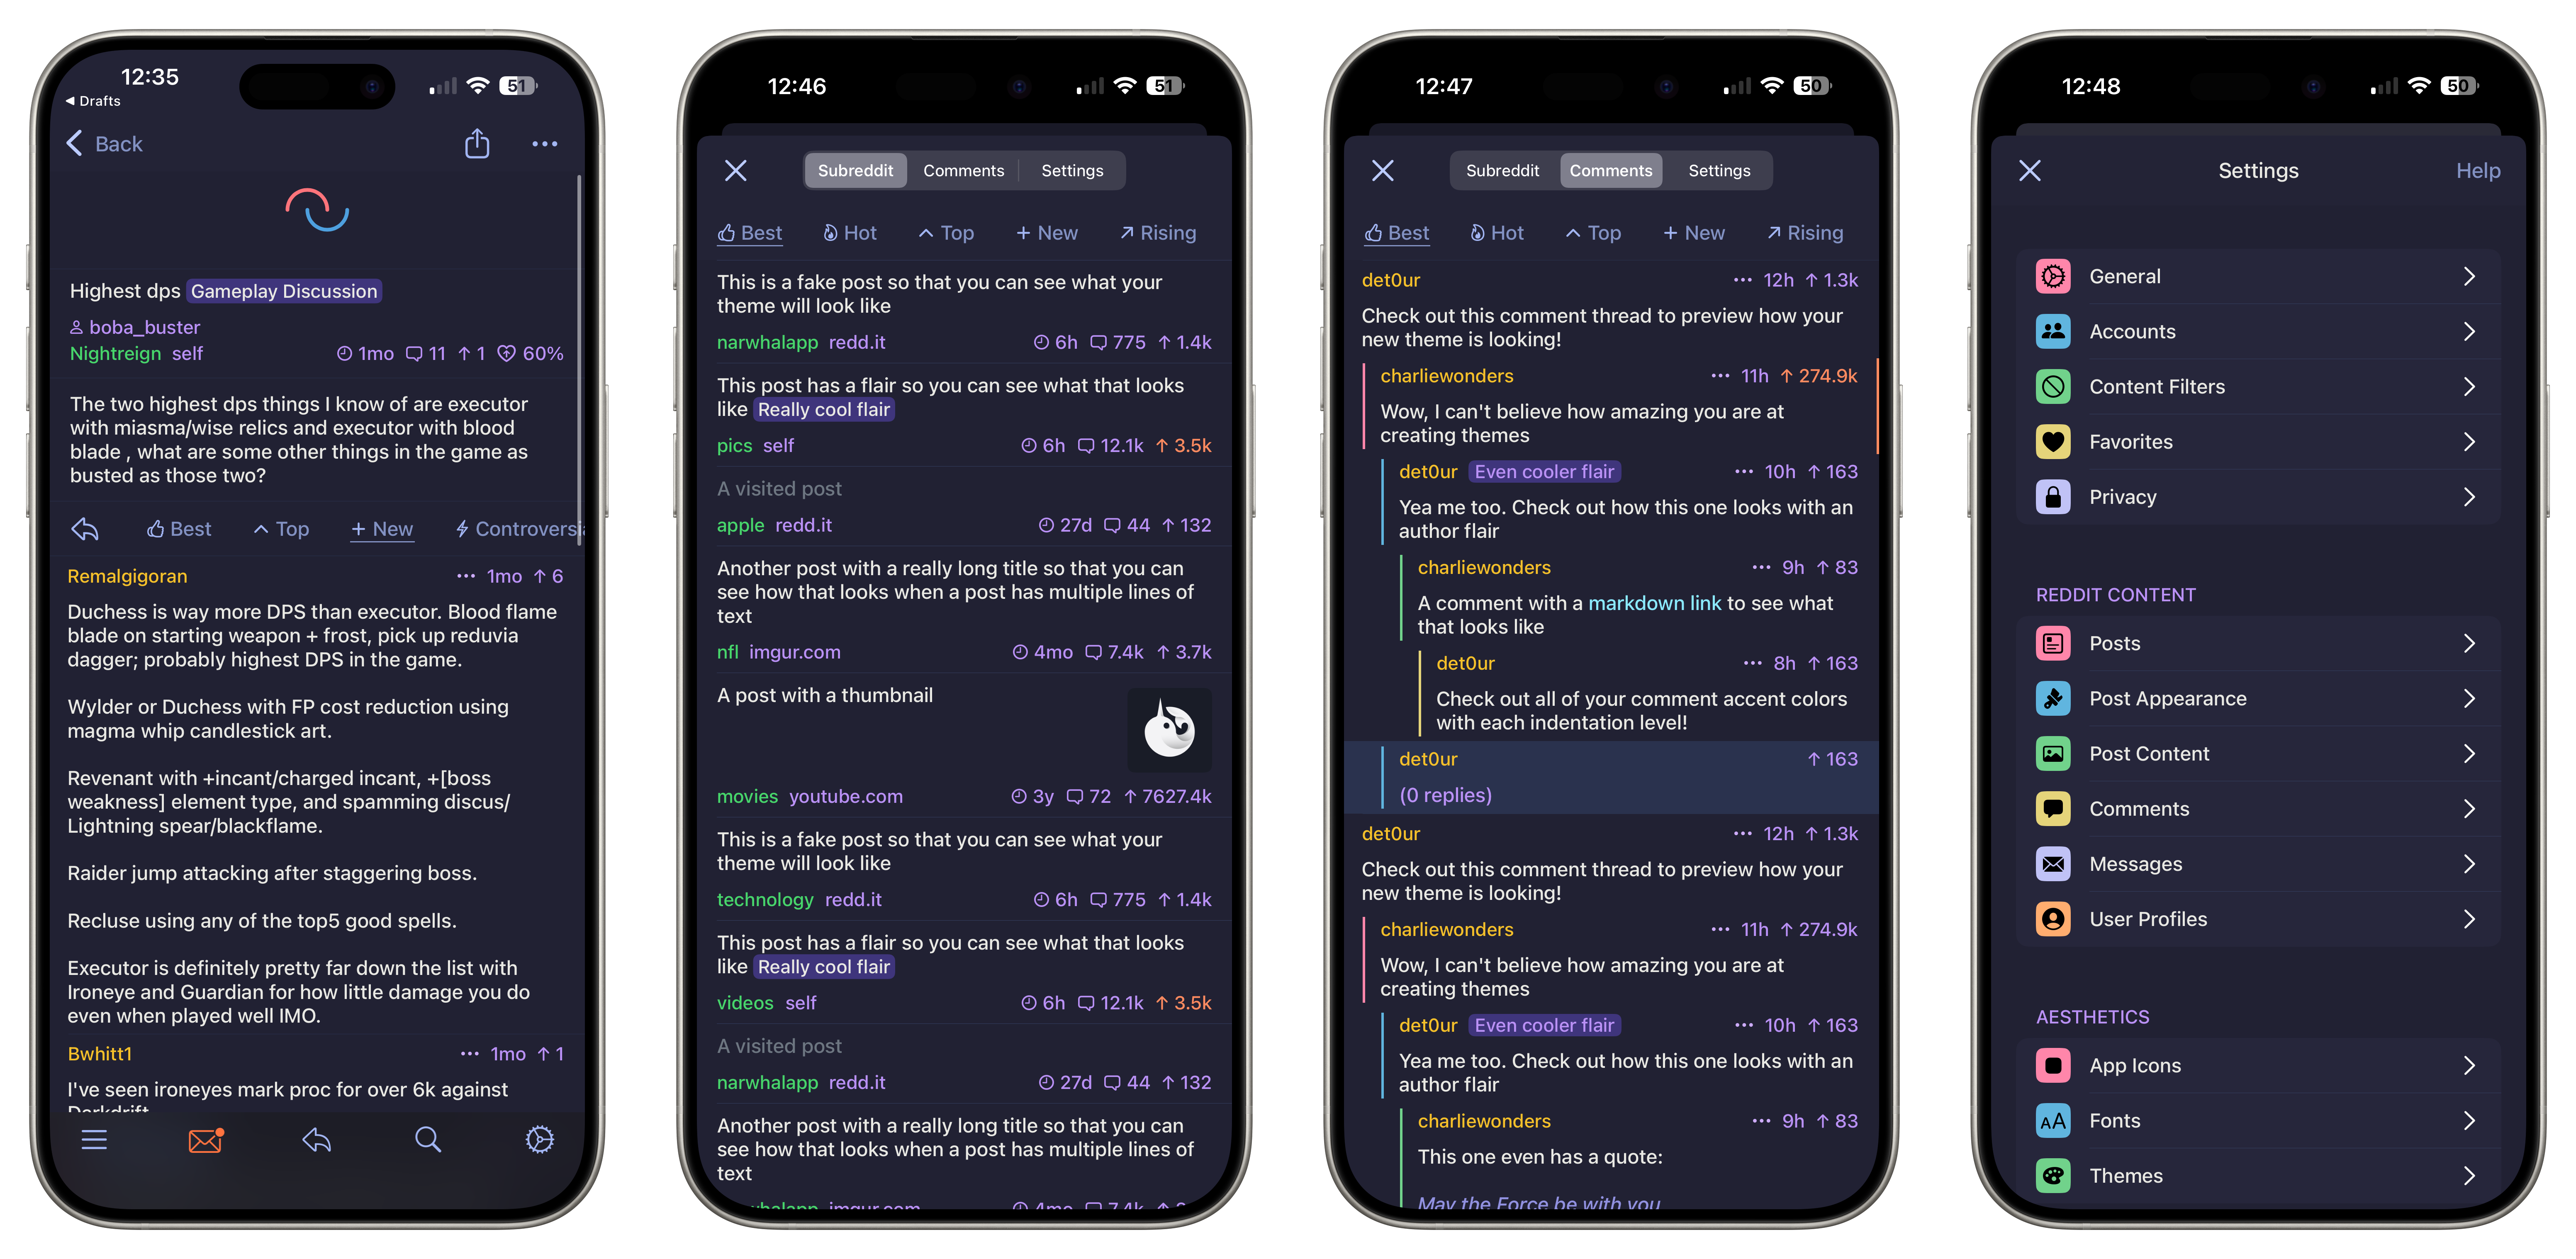 12:35
51
Drafts
Back
Highest dps Gameplay Discussion
boba_buster
Nightreign self 1mo 11 1 60%
The two highest dps things I know of are executor
with miasma/wise relics and executor with blood
blade , what are some other things in the game as
busted as those two?
Best Top New Controversia
Remalgigoran 1mo 6
Duchess is way more DPS than executor. Blood flame
blade on starting weapon + frost, pick up reduvia
dagger; probably highest DPS in the game.
Wylder or Duchess with FP cost reduction using
magma whip candlestick art.
Revenant with +incant/charged incant, +[boss
weakness] element type, and spamming discus/
Lightning spear/blackflame.
Raider jump attacking after staggering boss.
Recluse using any of the top5 good spells.
Executor is definitely pretty far down the list with
Ironeye and Guardian for how little damage you do
even when played well IMO.
Bwhitt1 1mo 1
I've seen ironeyes mark proc for over 6k against
Darkdrift
12:46
51
Subreddit Comments Settings
Best Hot Top New Rising
This is a fake post so that you can see what your
theme will look like
narwhalapp redd.it 6h 775 1.4k
This post has a flair so you can see what that looks
like Really cool flair
pics self 6h 12.1k 3.5k
A visited post
apple redd.it 27d 44 132
Another post with a really long title so that you can
see how that looks when a post has multiple lines of
text
nfl imgur.com 4mo 7.4k 3.7k
A post with a thumbnail
movies youtube.com 3y 72 7627.4k
This is a fake post so that you can see what your
theme will look like
technology redd.it 6h 775 1.4k
This post has a flair so you can see what that looks
like Really cool flair
videos self 6h 12.1k 3.5k
A visited post
narwhalapp redd.it 27d 44 132
Another post with a really long title so that you can
see how that looks when a post has multiple lines of
text
imgur.com 4mo 7.4k
12:47
50
Subreddit Comments Settings
Best Hot Top New Rising
det0ur 12h 1.3k
Check out this comment thread to preview how your
new theme is looking!
charliewonders 11h 274.9k
Wow, I can't believe how amazing you are at
creating themes
det0ur Even cooler flair 10h 163
Yea me too. Check out how this one looks with an
author flair
charliewonders 9h 83
A comment with a markdown link to see what
that looks like
det0ur 8h 163
Check out all of your comment accent colors
with each indentation level!
det0ur 163
(0 replies)
det0ur 12h 1.3k
Check out this comment thread to preview how your
new theme is looking!
charliewonders 11h 274.9k
Wow, I can't believe how amazing you are at
creating themes
det0ur Even cooler flair 10h 163
Yea me too. Check out how this one looks with an
author flair
charliewonders 9h 83
This one even has a quote:
May the Force be with you
12:48
50
Settings Help
General
Accounts
Content Filters
Favorites
Privacy
REDDIT CONTENT
Posts
Post Appearance
Post Content
Comments
Messages
User Profiles
AESTHETICS
App Icons
AA Fonts
Themes